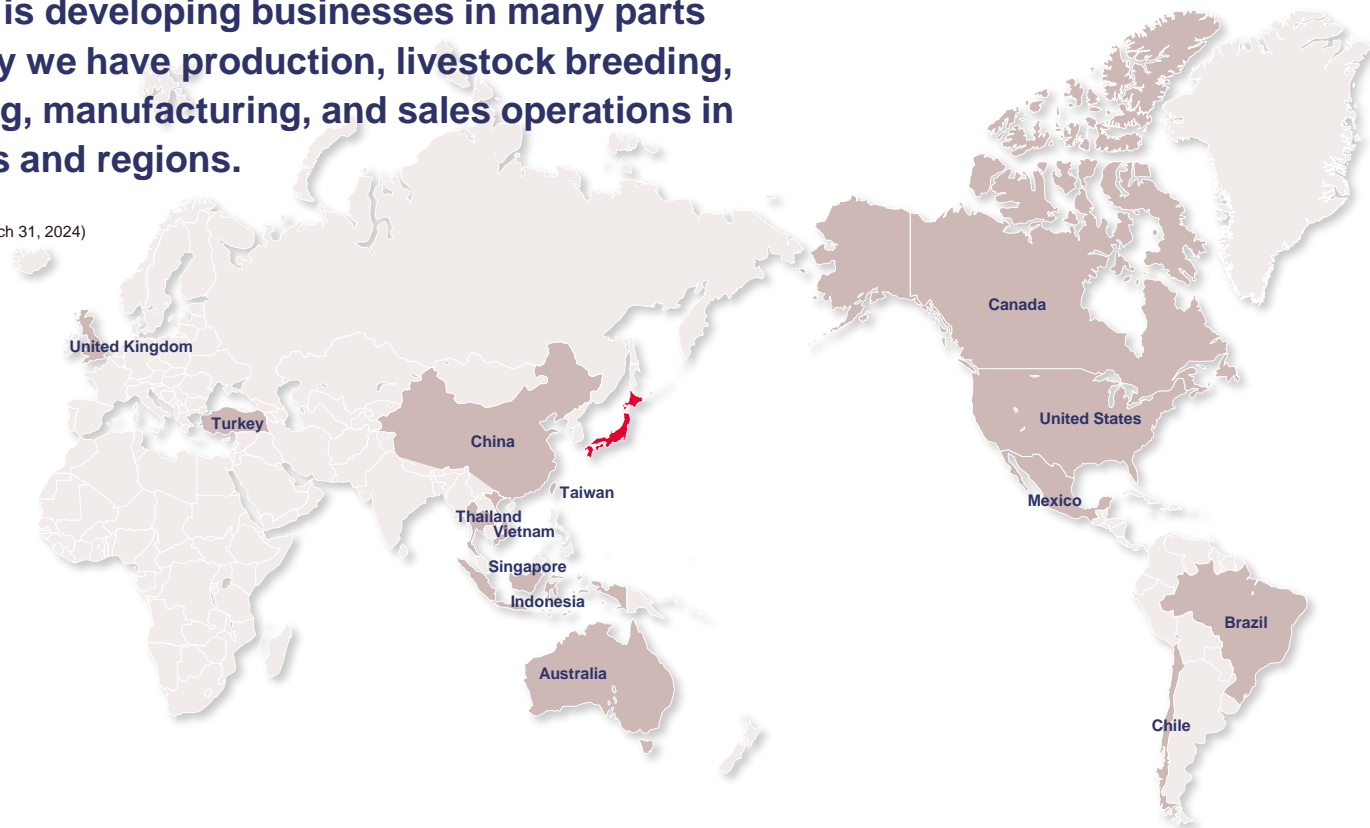 is developing businesses in many parts
y we have production, livestock breeding,
g, manufacturing, and sales operations in
s and regions.
ch 31, 2024)
Canada
United Kingdom
United States
Turkey
China
Taiwan
Mexico
Thailand
Vietnam
Singapore
Indonesia
Brazil
Australia
Chile